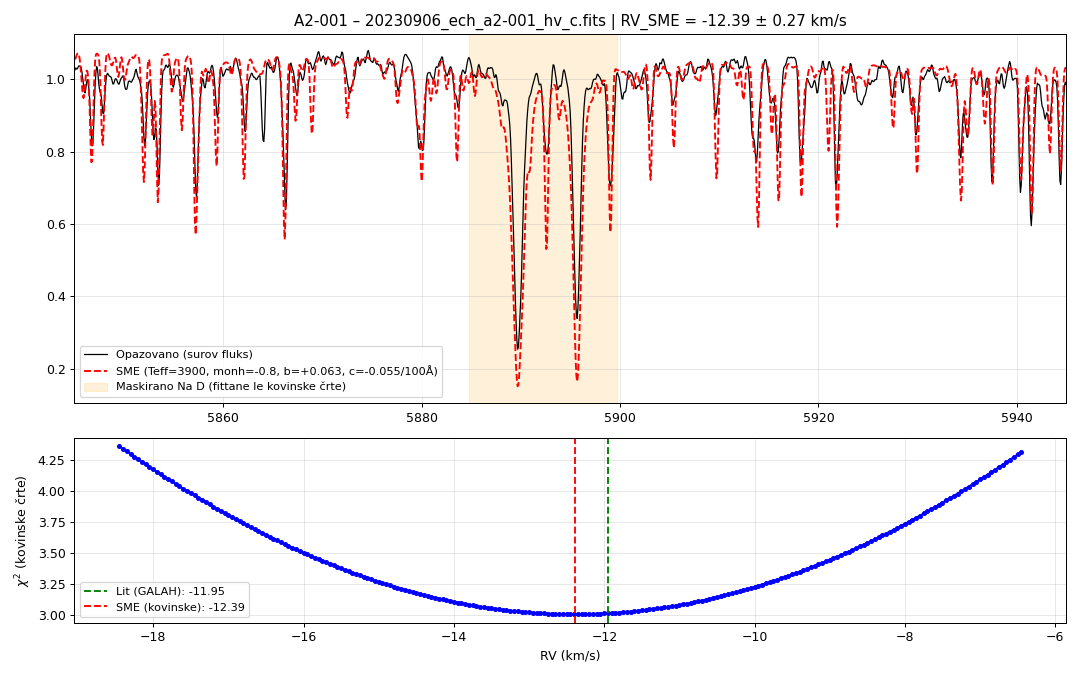 A2-001 – 20230906_ech_a2-001_hv_c.fits | RV_SME = -12.39 ± 0.27 km/s
1.0
0.8
0.6
0.4
0.2
Opazovano (surov fluks)
SME (Teff=3900, monh=-0.8, b=+0.063, c=-0.055/100Å)
Maskirano Na D (fittane le kovinske črte)
5860 5880 5900 5920 5940
χ² (kovinske črte)
4.25
4.00
3.75
3.50
3.25
3.00
Lit (GALAH): -11.95
SME (kovinske): -12.39
−18 −16 −14 −12 −10 −8 −6
RV (km/s)